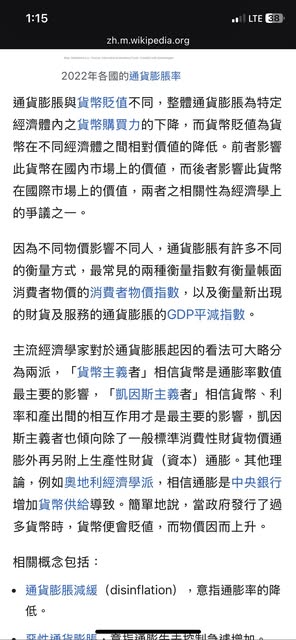 1:15
LTE 38
zh.m.wikipedia.org
2022年各國的通貨膨脹率
通貨膨脹與貨幣貶值不同，整體通貨膨脹為特定
經濟體內之貨幣購買力的下降，而貨幣貶值為貨
幣在不同經濟體之間相對價值的降低。前者影響
此貨幣在國內市場上的價值，而後者影響此貨幣
在國際市場上的價值，兩者之相關性為經濟學上
的爭議之一。
因為不同物價影響不同人，通貨膨脹有許多不同
的衡量方式，最常見的兩種衡量指數有衡量帳面
消費者物價的消費者物價指數，以及衡量新出現
的財貨及服務的通貨膨脹的GDP平減指數。
主流經濟學家對於通貨膨脹起因的看法可大略分
為兩派，「貨幣主義者」相信貨幣是通膨率數值
最主要的影響，「凱因斯主義者」相信貨幣、利
率和產出間的相互作用才是最主要的影響，凱因
斯主義者也傾向除了一般標準消費性財貨物價通
膨外再另附上生產性財貨（資本）通膨。其他理
論，例如奧地利經濟學派，相信通膨是中央銀行
增加貨幣供給導致。簡單地說，當政府發行了過
多貨幣時，貨幣便會貶值，而物價因而上升。
相關概念包括：
• 通貨膨脹減緩（disinflation），意指通膨率的降
低。
• 惡性通貨膨脹，意指通膨失去控制急遽增加。